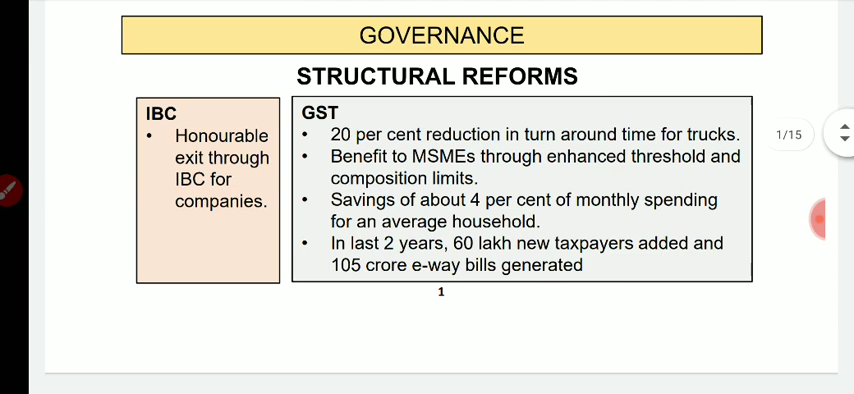 GOVERNANCE
STRUCTURAL REFORMS
IBC
• Honourable
exit through
IBC for
companies.
GST
• 20 per cent reduction in turn around time for trucks.
• Benefit to MSMEs through enhanced threshold and
composition limits.
• Savings of about 4 per cent of monthly spending
for an average household.
• In last 2 years, 60 lakh new taxpayers added and
105 crore e-way bills generated
1
1/15